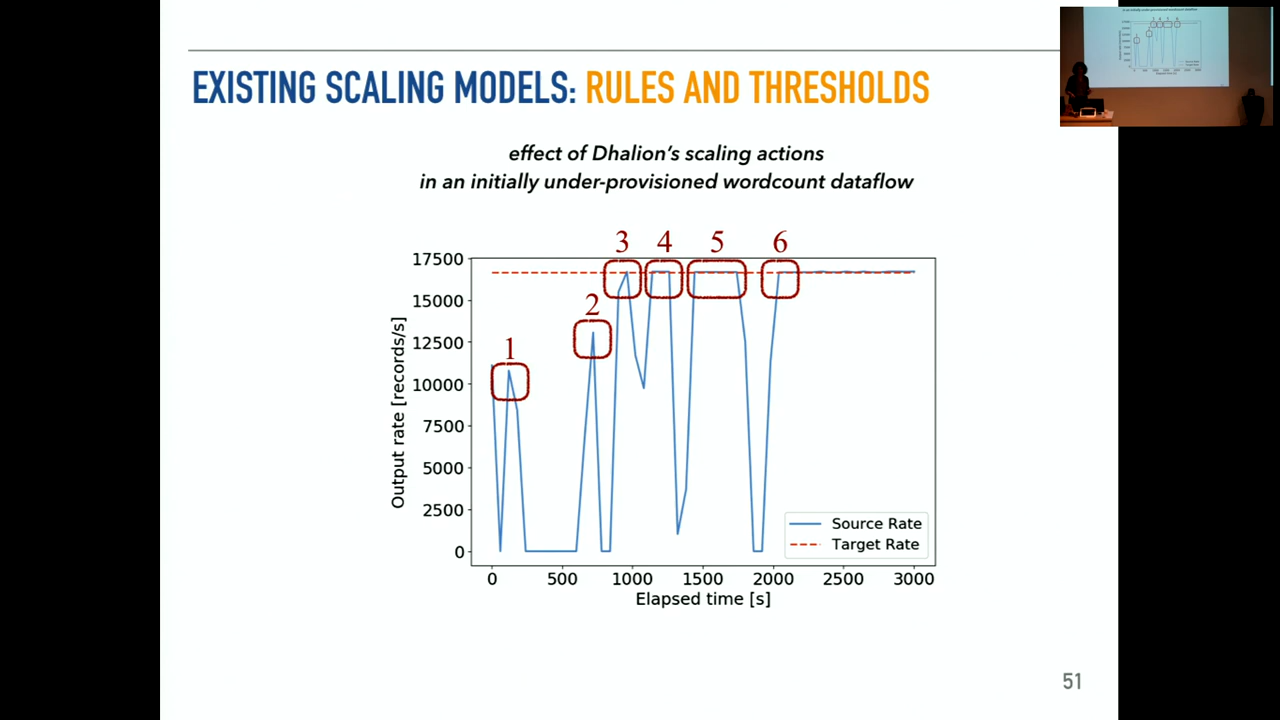 EXISTING SCALING MODELS: RULES AND THRESHOLDS
effect of Dhalion's scaling actions
in an initially under-provisioned wordcount dataflow
3 4 5 6
17500
15000
2
12500
1
10000
7500
5000
2500
0
Output rate [records/s]
Source Rate
Target Rate
0 500 1000 1500 2000 2500 3000
Elapsed time [s]
51